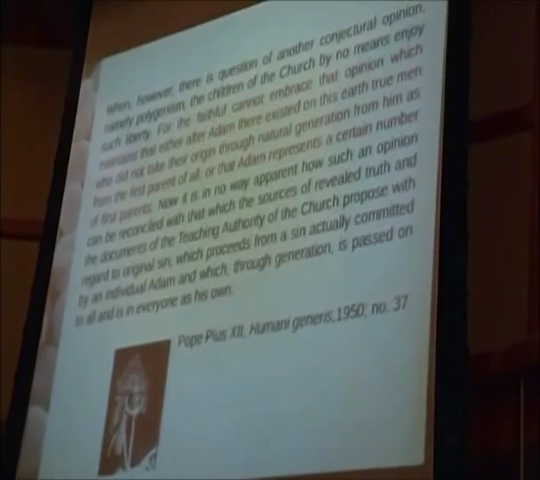 When, however, there is question of another conjectural opinion,
namely polygenism, the children of the Church by no means enjoy
such liberty. For the faithful cannot embrace that opinion which
maintains that either after Adam there existed on this earth true men
who did not take their origin through natural generation from him as
from the first parent of all, or that Adam represents a certain number
of first parents. Now it is in no way apparent how such an opinion
can be reconciled with that which the sources of revealed truth and
the documents of the Teaching Authority of the Church propose with
regard to original sin, which proceeds from a sin actually committed
by an individual Adam and which, through generation, is passed on
to all and is in everyone as his own.
Pope Pius XII, Humani generis,1950; no. 37